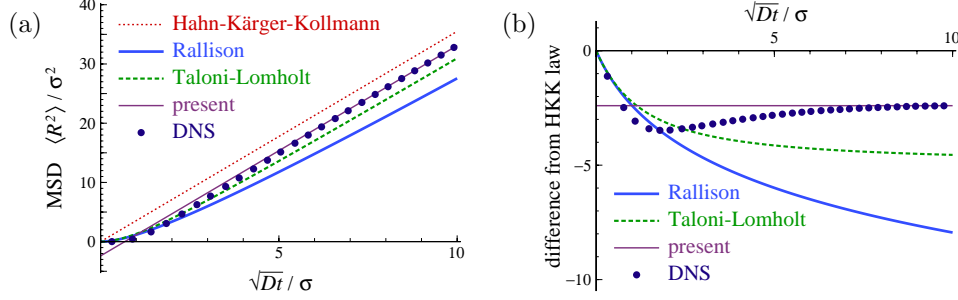 (a)
Hahn-Kärger-Kollmann
Rallison
Taloni-Lomholt
present
DNS
MSD ⟨R²⟩ / σ²
30
20
10
0
5
10
√Dt / σ
(b)
√Dt / σ
5
10
0
−5
−10
difference from HKK law
Rallison
Taloni-Lomholt
present
DNS